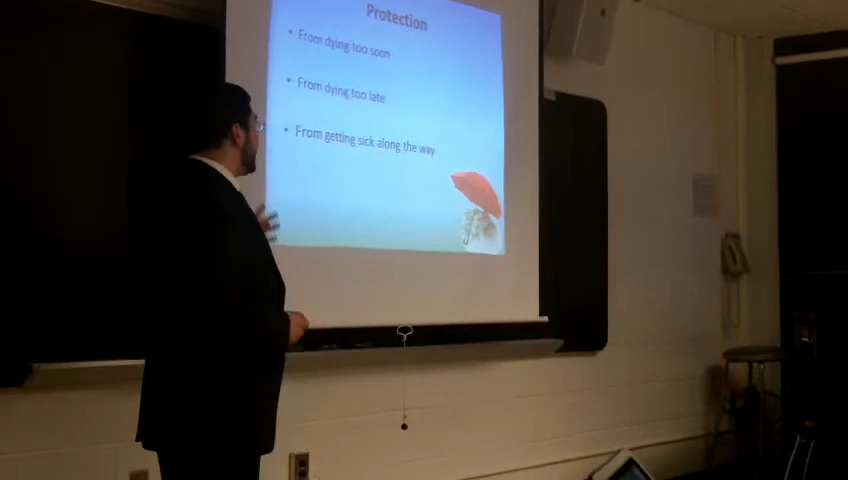 Protection
• From dying too soon
• From dying too late
• From getting sick along the way